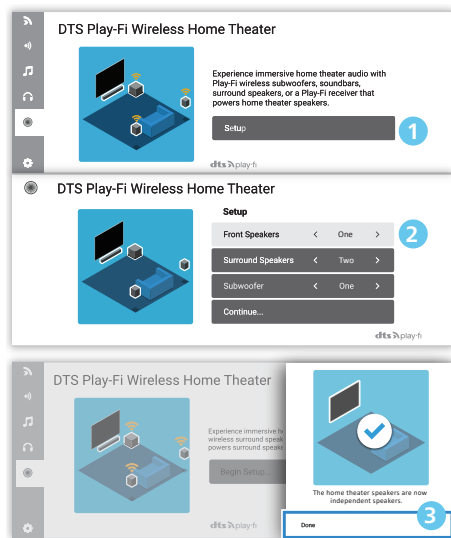 DTS Play-Fi Wireless Home Theater
Experience immersive home theater audio with
Play-Fi wireless subwoofers, soundbars,
surround speakers, or a Play-Fi receiver that
powers home theater speakers.
Setup
1
dts play-fi
DTS Play-Fi Wireless Home Theater
Setup
Front Speakers < One >
2
Surround Speakers < Two >
Subwoofer < One >
Continue...
dts play-fi
DTS Play-Fi Wireless Home Theater
Experience immersive
wireless surround speak
powers surround speake
Begin Setup...
dts play-fi
The home theater speakers are now
independent speakers.
Done
3